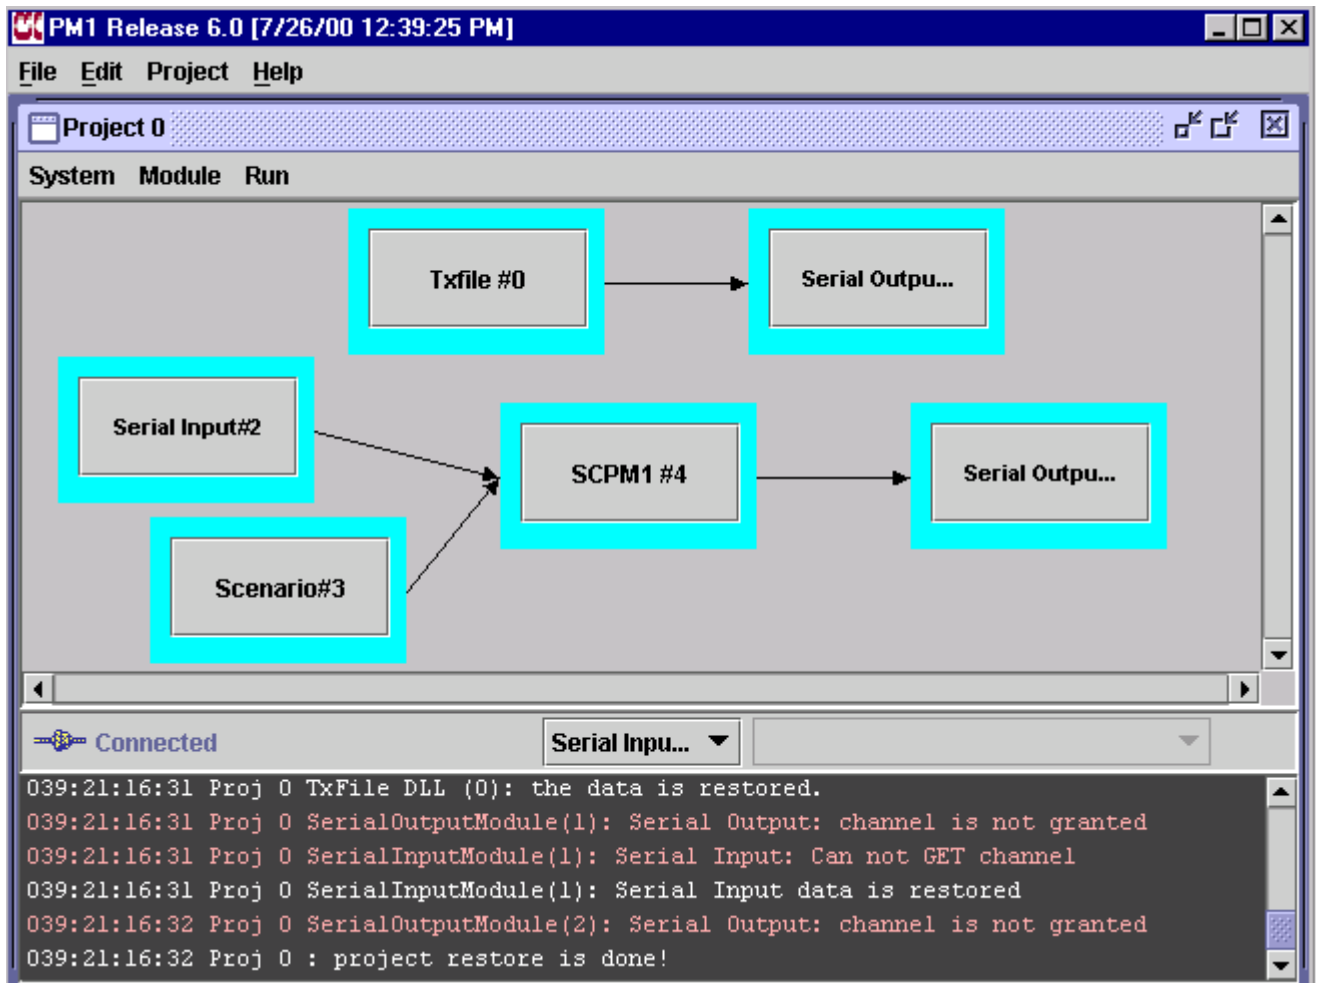 PM1 Release 6.0 [7/26/00 12:39:25 PM]
File Edit Project Help
Project 0
System Module Run
Txfile #0
Serial Outpu...
Serial Input#2
SCPM1 #4
Serial Outpu...
Scenario#3
Connected
Serial Inpu...
039:21:16:31 Proj 0 TxFile DLL (0): the data is restored.
039:21:16:31 Proj 0 SerialOutputModule(1): Serial Output: channel is not granted
039:21:16:31 Proj 0 SerialInputModule(1): Serial Input: Can not GET channel
039:21:16:31 Proj 0 SerialInputModule(1): Serial Input data is restored
039:21:16:32 Proj 0 SerialOutputModule(2): Serial Output: channel is not granted
039:21:16:32 Proj 0 : project restore is done!